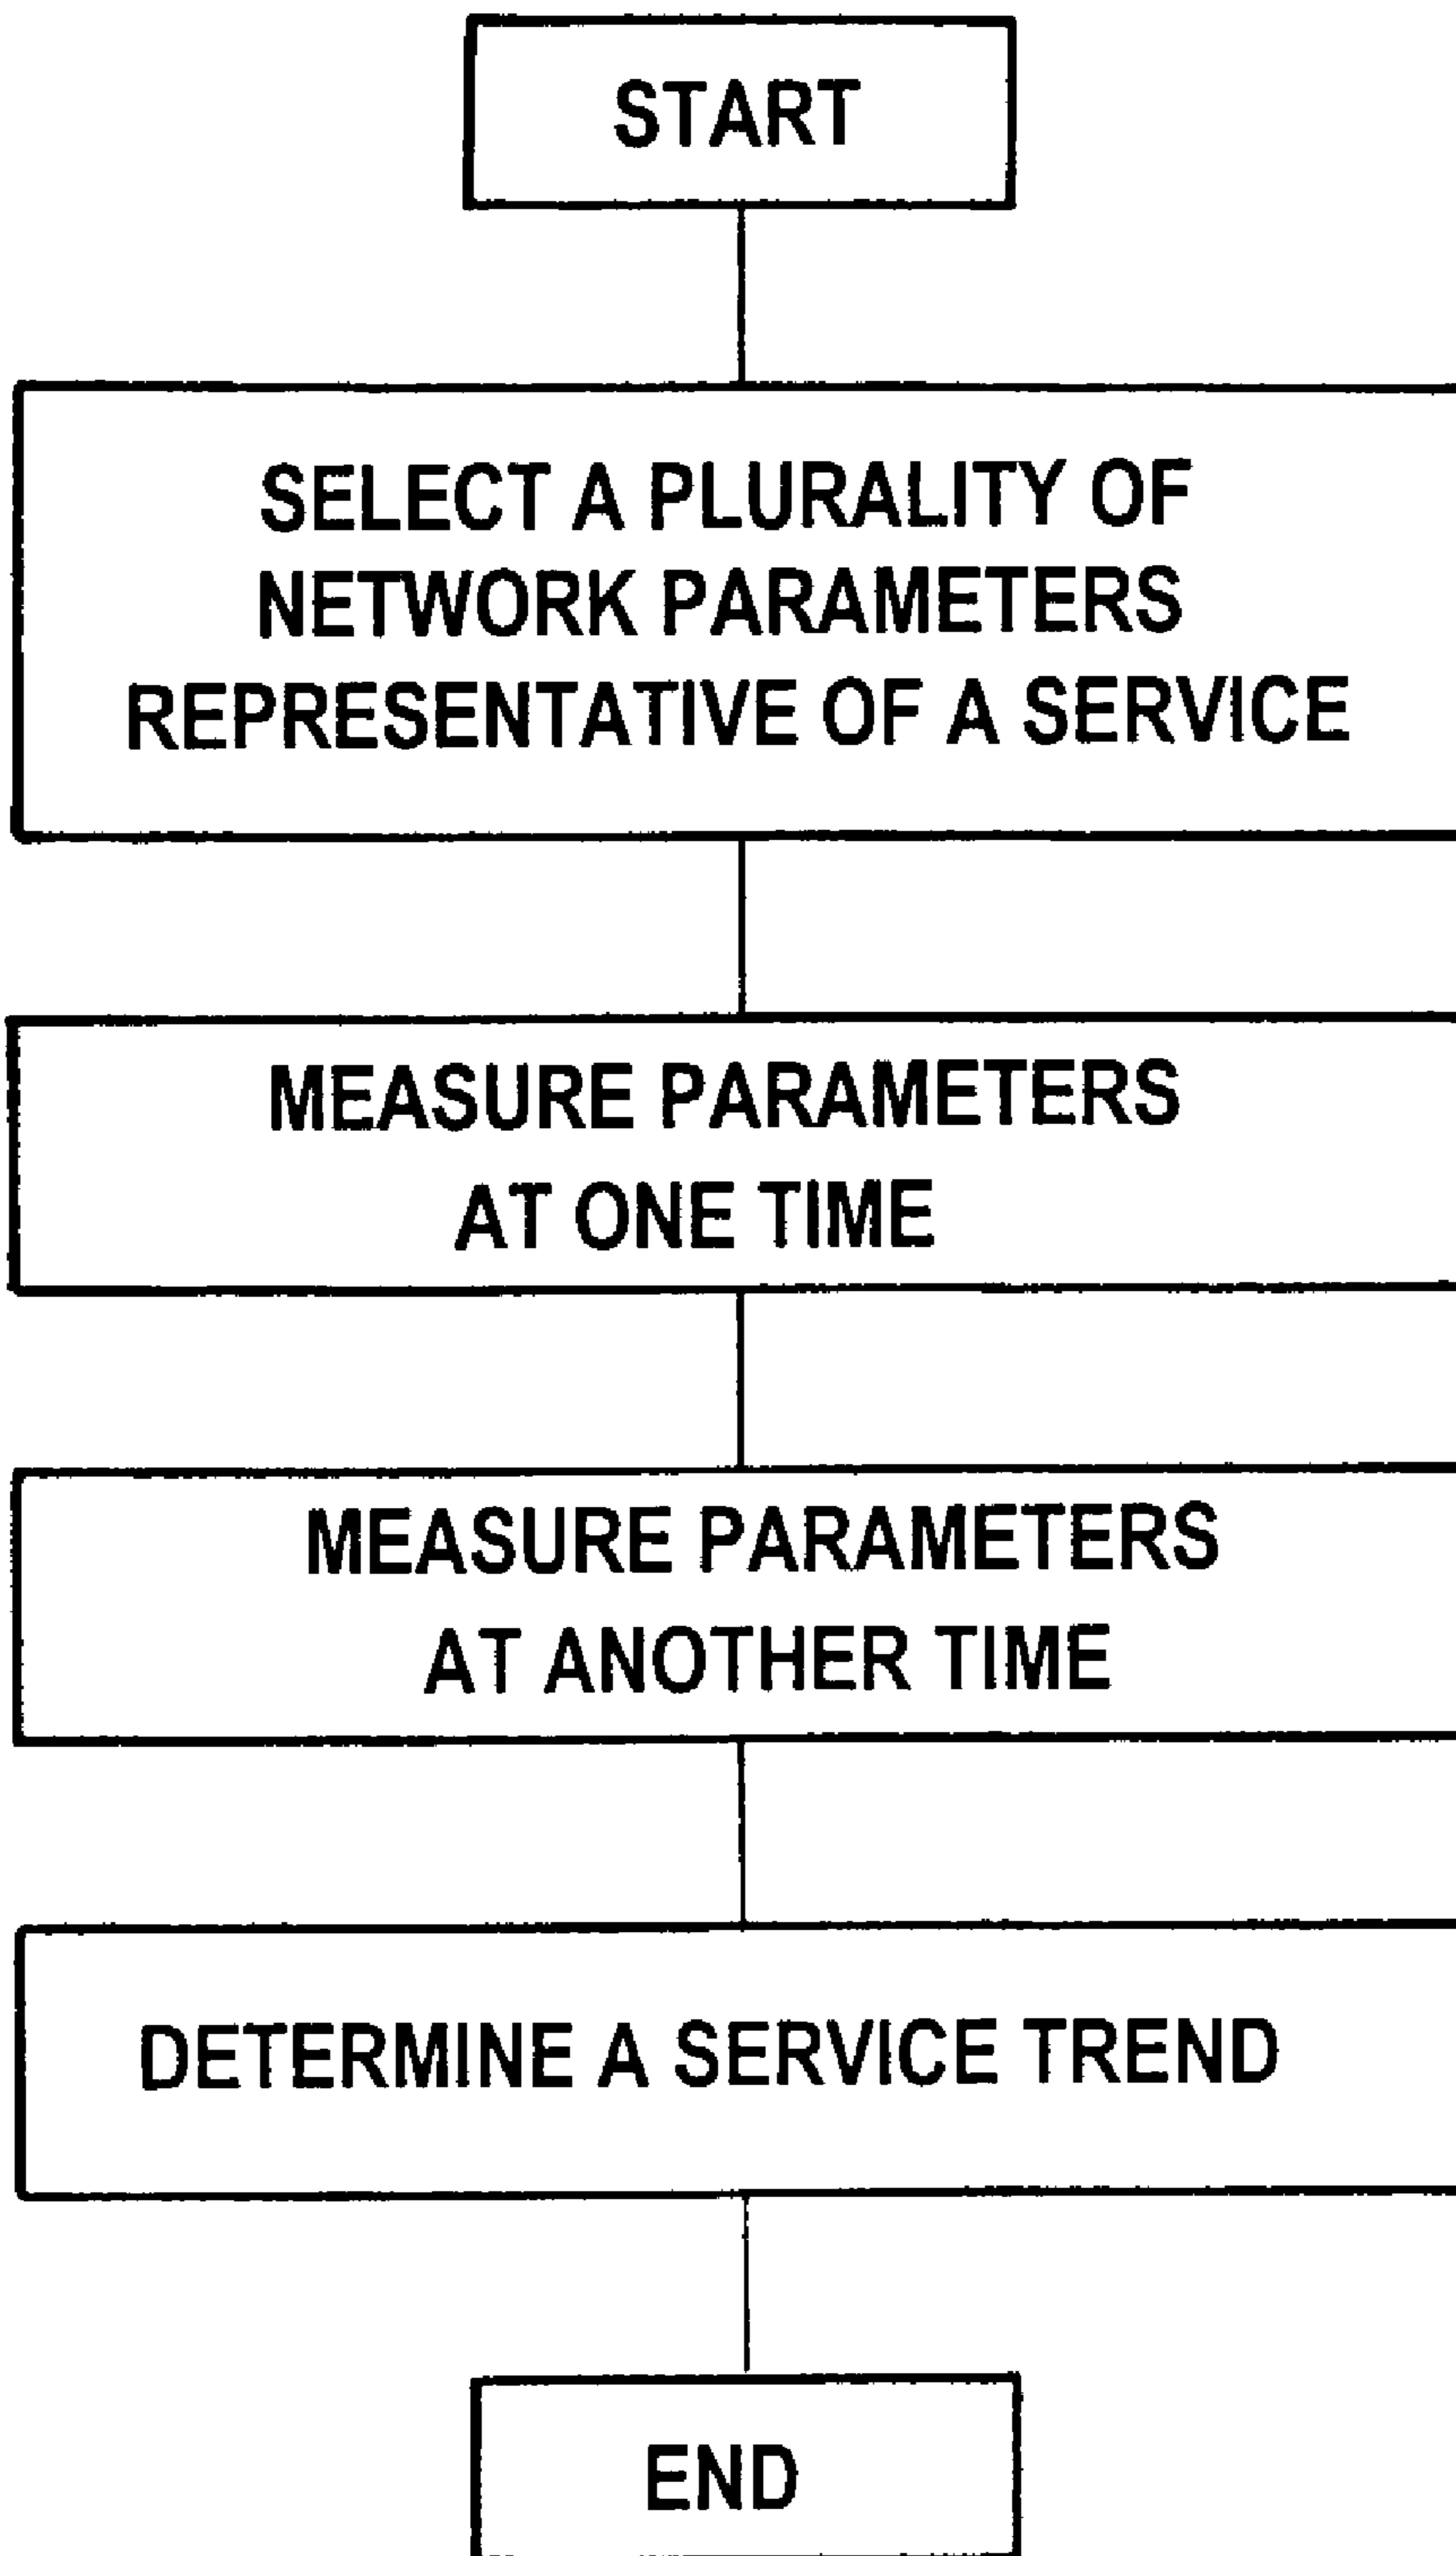 START
SELECT A PLURALITY OF
NETWORK PARAMETERS
REPRESENTATIVE OF A SERVICE
MEASURE PARAMETERS
AT ONE TIME
MEASURE PARAMETERS
AT ANOTHER TIME
DETERMINE A SERVICE TREND
END